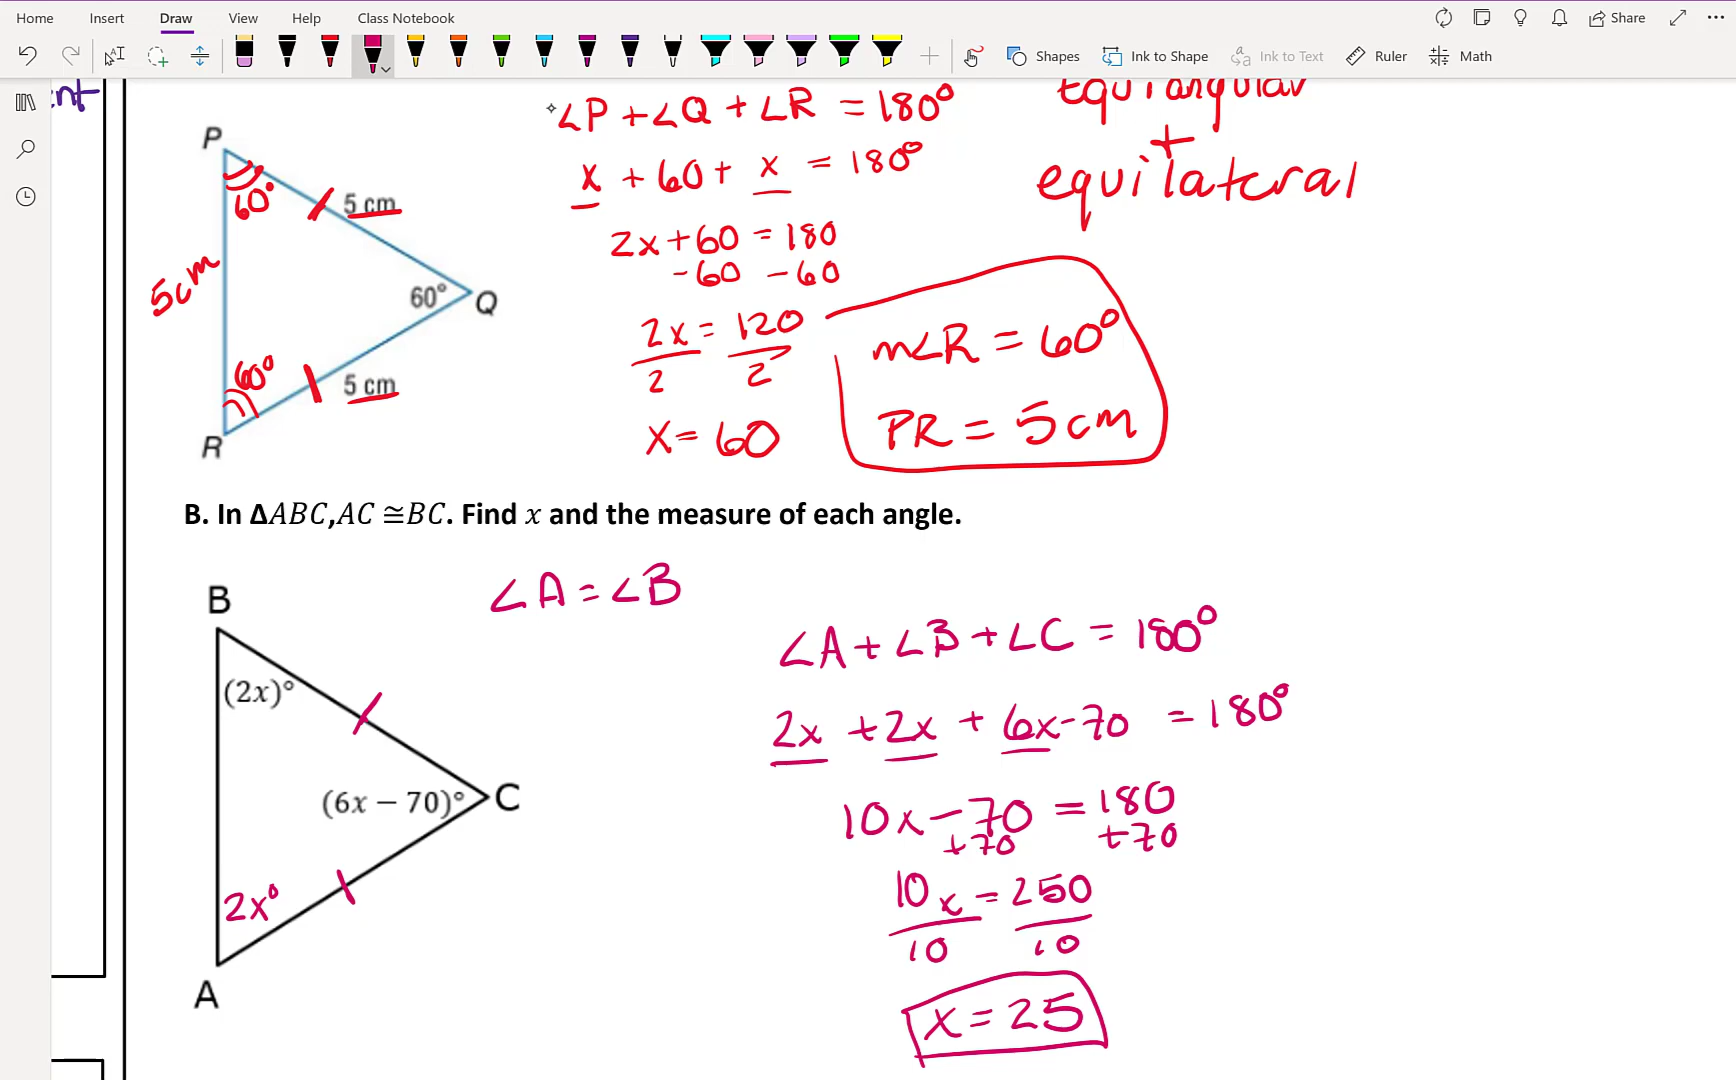 Home Insert Draw View Help Class Notebook Share
Shapes Ink to Shape Ink to Text Ruler Math
ent
P
60°
5 cm
5cm
60°
Q
60°
5 cm
R
∠P + ∠Q + ∠R = 180°
x + 60 + x = 180°
2x + 60 = 180
-60 -60
2x = 120
2 2
x = 60
Equiangular
+
equilateral
m∠R = 60°
PR = 5cm
B. In ΔABC, AC ≅ BC. Find x and the measure of each angle.
B
(2x)°
(6x − 70)° C
2x°
A
∠A = ∠B
∠A + ∠B + ∠C = 180°
2x + 2x + 6x - 70 = 180°
10x - 70 = 180
+70 +70
10x = 250
10 10
x = 25